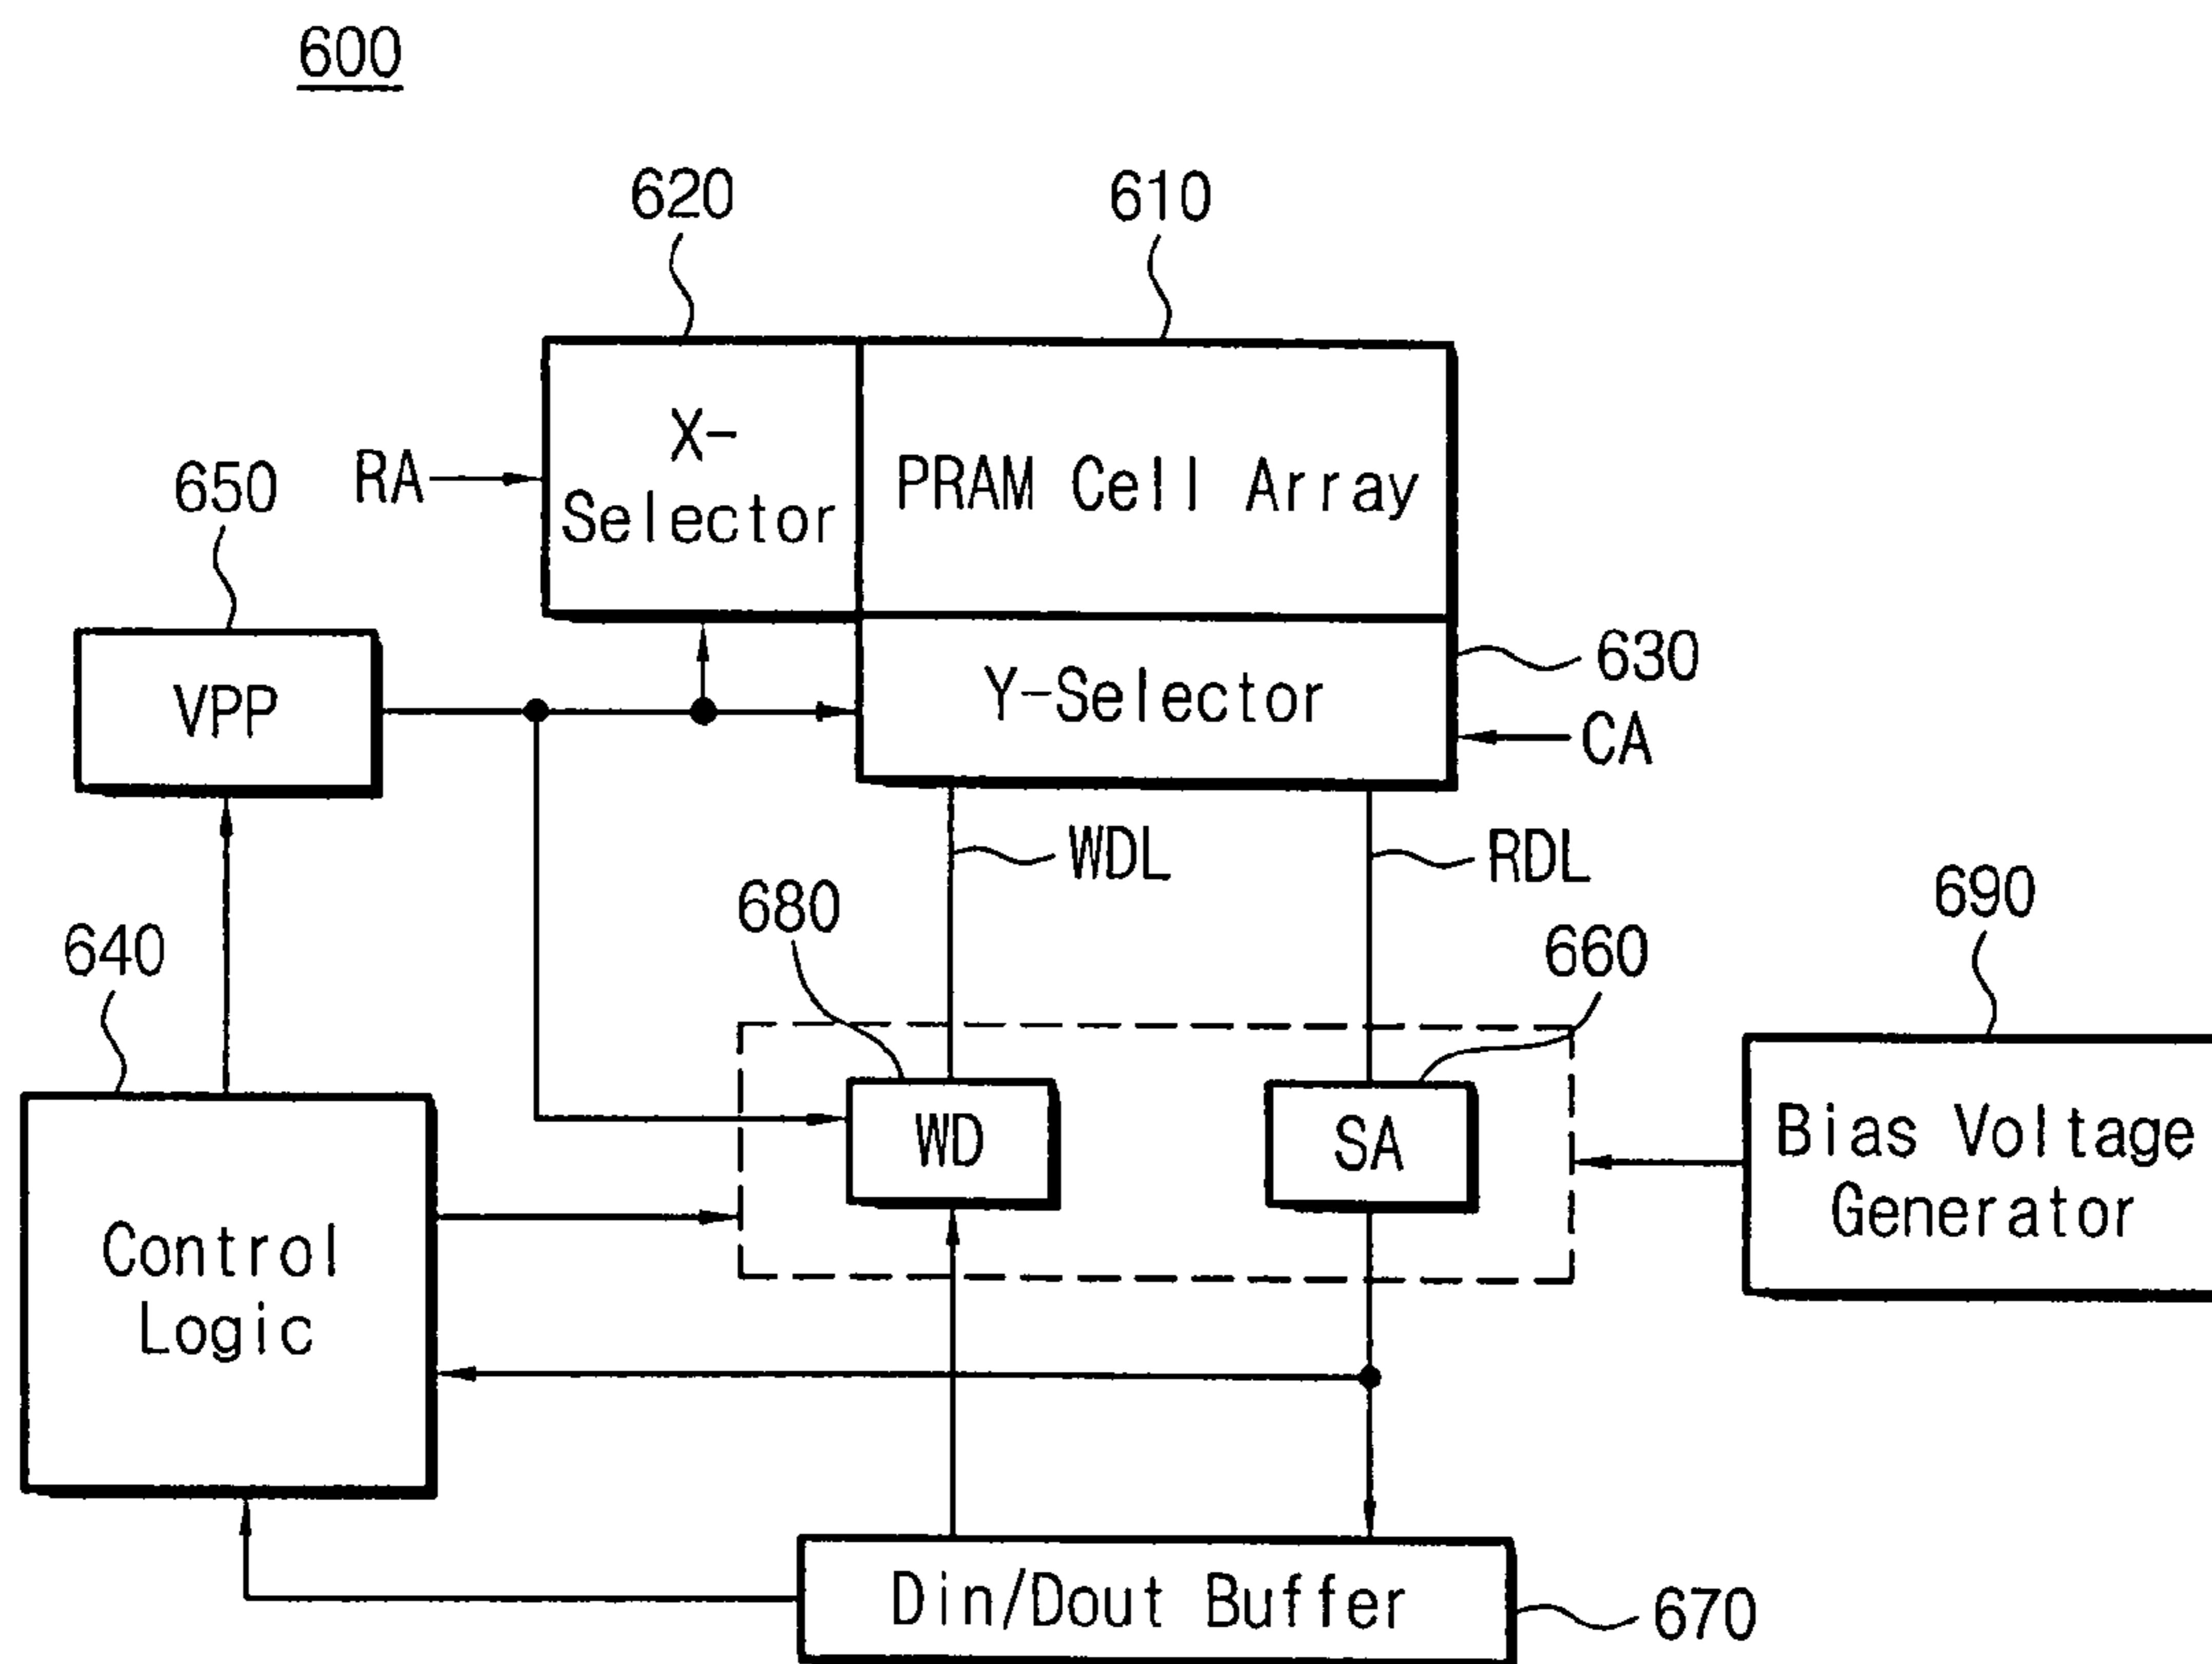 600
620
610
X-
Selector
PRAM Cell Array
RA
650
VPP
Y-Selector
630
CA
WDL
RDL
680
660
690
640
WD
SA
Bias Voltage
Generator
Control
Logic
Din/Dout Buffer
670